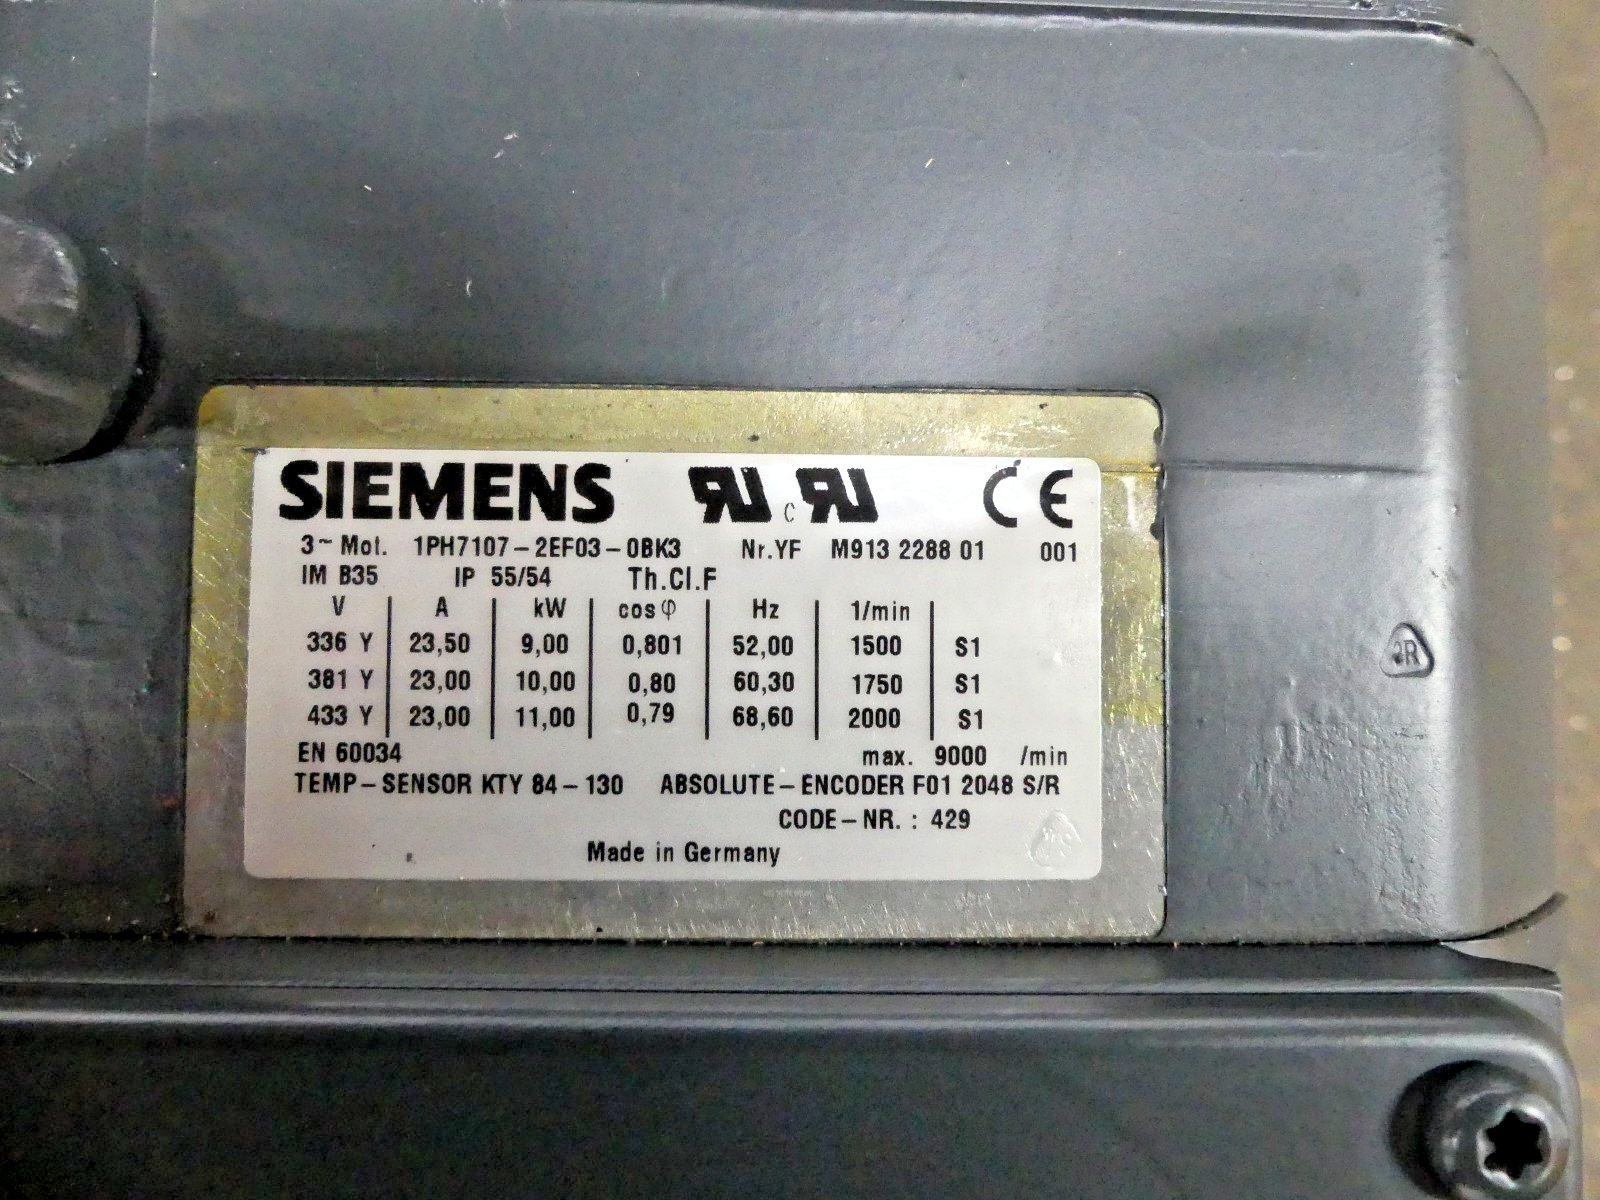 SIEMENS RU c RU CE
3~ Mot. 1PH7107-2EF03-0BK3 Nr.YF M913 2288 01 001
IM B35 IP 55/54 Th.Cl.F
V A kW cos φ Hz 1/min
336 Y 23,50 9,00 0,801 52,00 1500 S1
381 Y 23,00 10,00 0,80 60,30 1750 S1
433 Y 23,00 11,00 0,79 68,60 2000 S1
EN 60034 max. 9000 /min
TEMP-SENSOR KTY 84-130 ABSOLUTE-ENCODER F01 2048 S/R
CODE-NR. : 429
Made in Germany